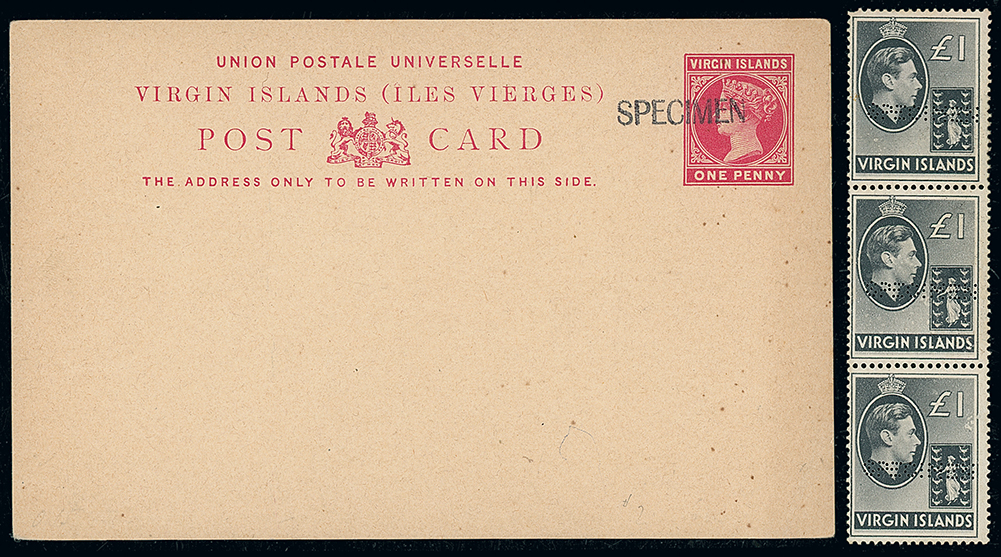 UNION POSTALE UNIVERSELLE
VIRGIN ISLANDS (ILES VIERGES)
POST CARD
THE ADDRESS ONLY TO BE WRITTEN ON THIS SIDE.
VIRGIN ISLANDS
SPECIMEN
ONE PENNY
£1
VIRGIN ISLANDS
£1
VIRGIN ISLANDS
£1
VIRGIN ISLANDS